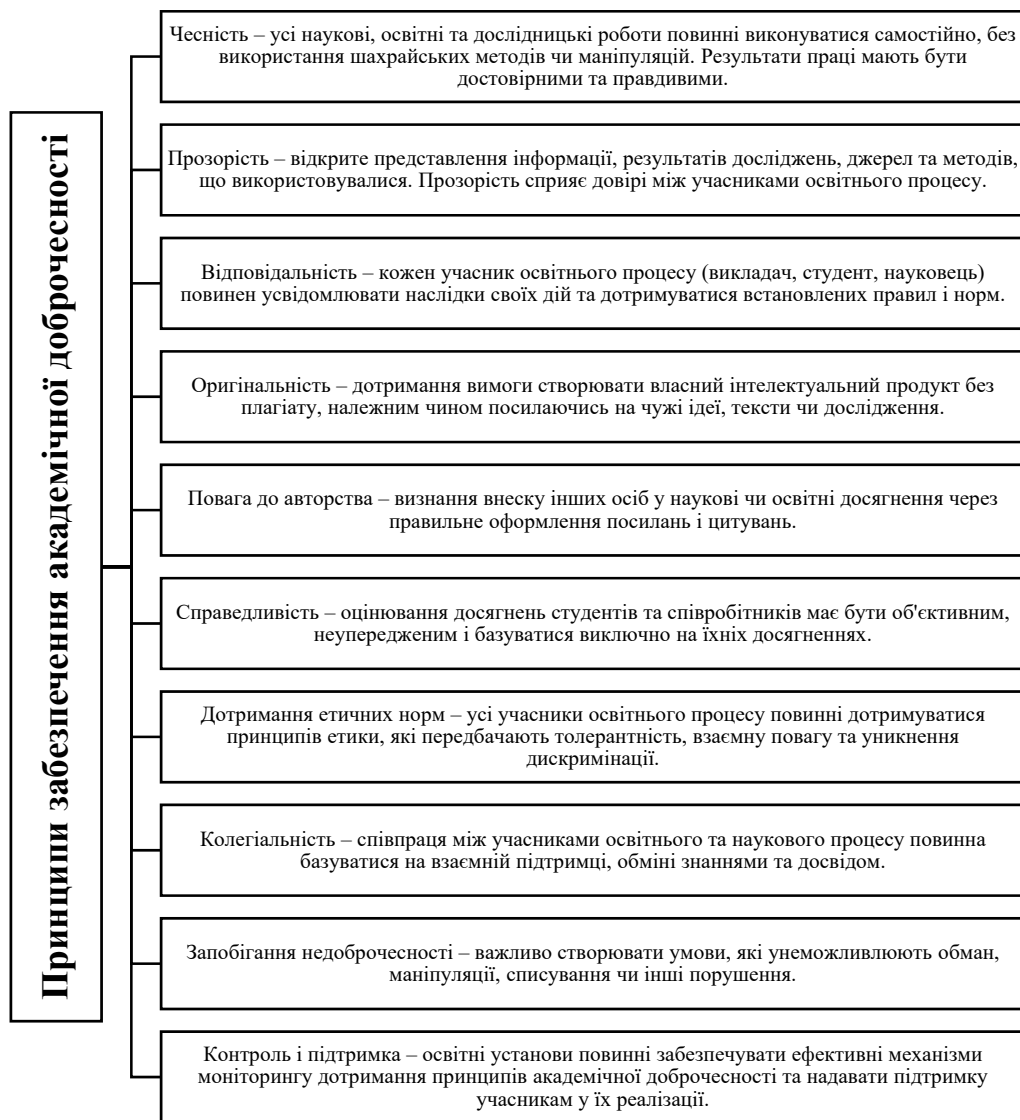 Принципи забезпечення академічної доброчесності
Чесність – усі наукові, освітні та дослідницькі роботи повинні виконуватися самостійно, без
використання шахрайських методів чи маніпуляцій. Результати праці мають бути
достовірними та правдивими.
Прозорість – відкрите представлення інформації, результатів досліджень, джерел та методів,
що використовувалися. Прозорість сприяє довірі між учасниками освітнього процесу.
Відповідальність – кожен учасник освітнього процесу (викладач, студент, науковець)
повинен усвідомлювати наслідки своїх дій та дотримуватися встановлених правил і норм.
Оригінальність – дотримання вимоги створювати власний інтелектуальний продукт без
плагіату, належним чином посилаючись на чужі ідеї, тексти чи дослідження.
Повага до авторства – визнання внеску інших осіб у наукові чи освітні досягнення через
правильне оформлення посилань і цитувань.
Справедливість – оцінювання досягнень студентів та співробітників має бути об'єктивним,
неупередженим і базуватися виключно на їхніх досягненнях.
Дотримання етичних норм – усі учасники освітнього процесу повинні дотримуватися
принципів етики, які передбачають толерантність, взаємну повагу та уникнення
дискримінації.
Колегіальність – співпраця між учасниками освітнього та наукового процесу повинна
базуватися на взаємній підтримці, обміні знаннями та досвідом.
Запобігання недоброчесності – важливо створювати умови, які унеможливлюють обман,
маніпуляції, списування чи інші порушення.
Контроль і підтримка – освітні установи повинні забезпечувати ефективні механізми
моніторингу дотримання принципів академічної доброчесності та надавати підтримку
учасникам у їх реалізації.